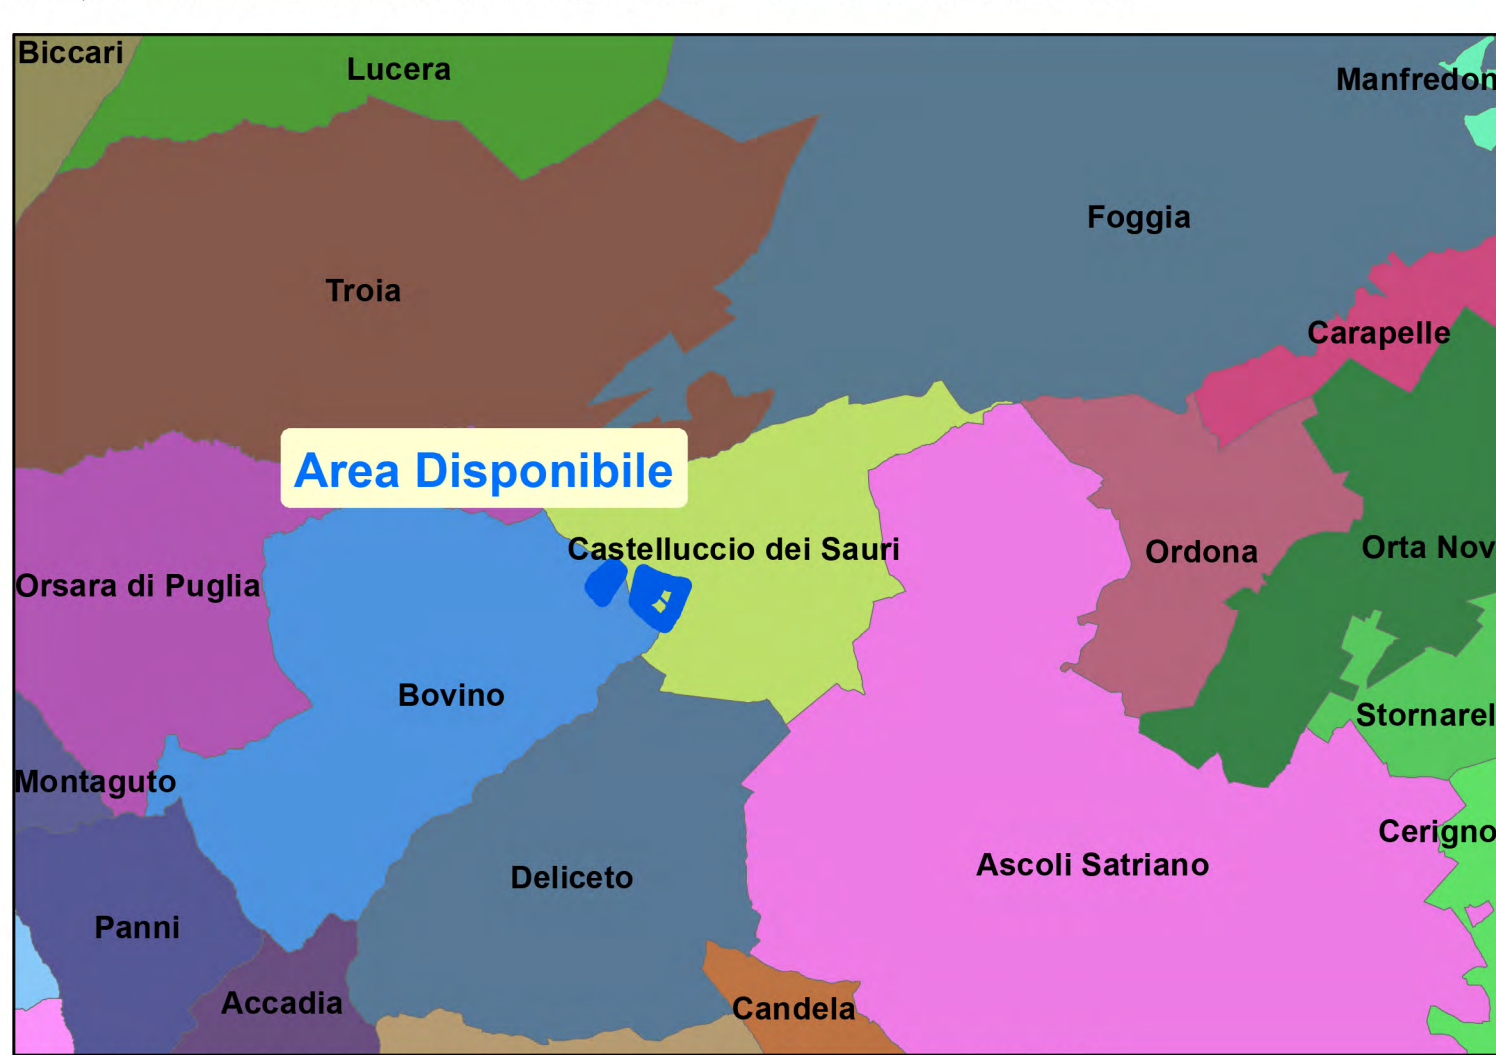 Biccari
Lucera
Manfredon
Foggia
Troia
Carapelle
Area Disponibile
Castelluccio dei Sauri
Ordona
Orta Nov
Orsara di Puglia
Bovino
Stornarel
Montaguto
Cerigno
Ascoli Satriano
Deliceto
Panni
Accadia
Candela